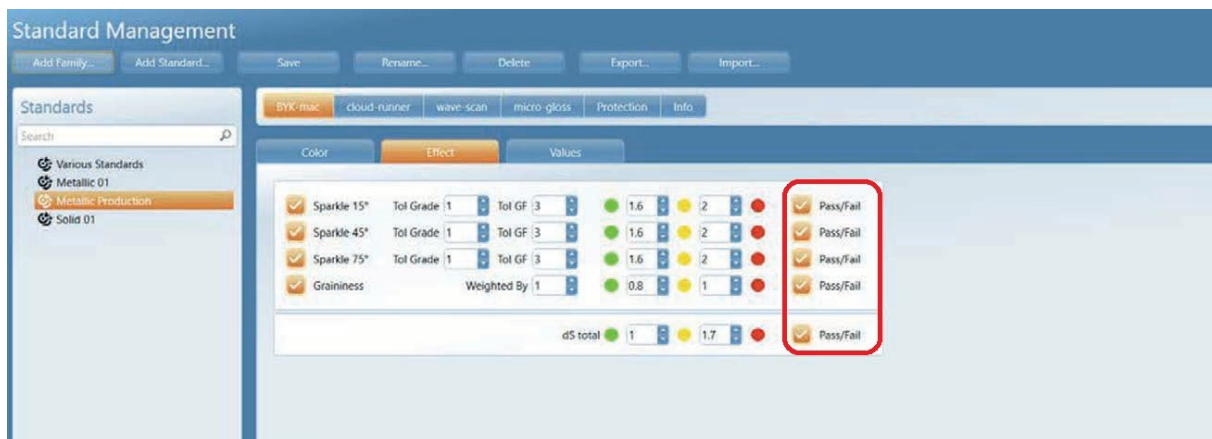 Standard Management
Add Family... Add Standard... Save Rename... Delete Export... Import...
Standards
Search
Various Standards
Metallic 01
Metallic Production
Solid 01
BYK-mac cloud-runner wave-scan micro-gloss Protection Info
Color Effect Values
Sparkle 15° Tol Grade 1 Tol GF 3 1.6 2 Pass/Fail
Sparkle 45° Tol Grade 1 Tol GF 3 1.6 2 Pass/Fail
Sparkle 75° Tol Grade 1 Tol GF 3 1.6 2 Pass/Fail
Graininess Weighted By 1 0.8 1 Pass/Fail
dS total 1 1.7 Pass/Fail